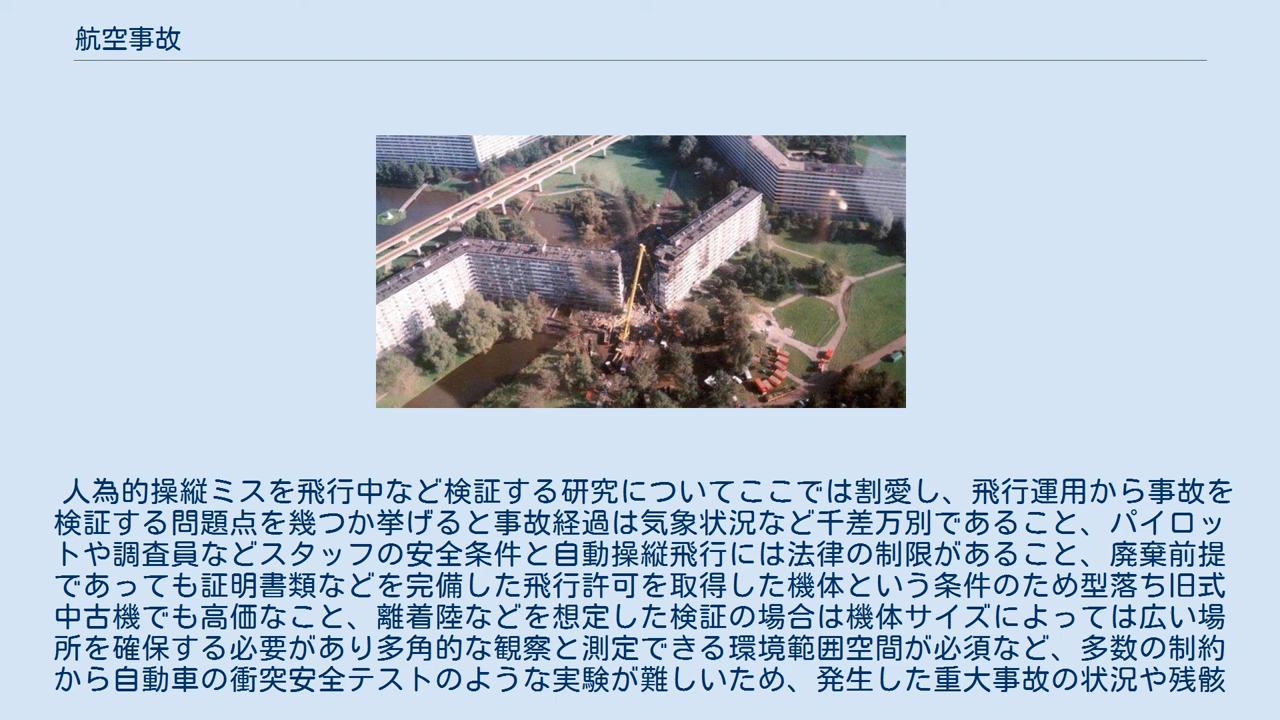 航空事故
人為的操縦ミスを飛行中など検証する研究についてここでは割愛し、飛行運用から事故を
検証する問題点を幾つか挙げると事故経過は気象状況など千差万別であること、パイロッ
トや調査員などスタッフの安全条件と自動操縦飛行には法律の制限があること、廃棄前提
であっても証明書類などを完備した飛行許可を取得した機体という条件のため型落ち旧式
中古機でも高価なこと、離着陸などを想定した検証の場合は機体サイズによっては広い場
所を確保する必要があり多角的な観察と測定できる環境範囲空間が必須など、多数の制約
から自動車の衝突安全テストのような実験が難しいため、発生した重大事故の状況や残骸